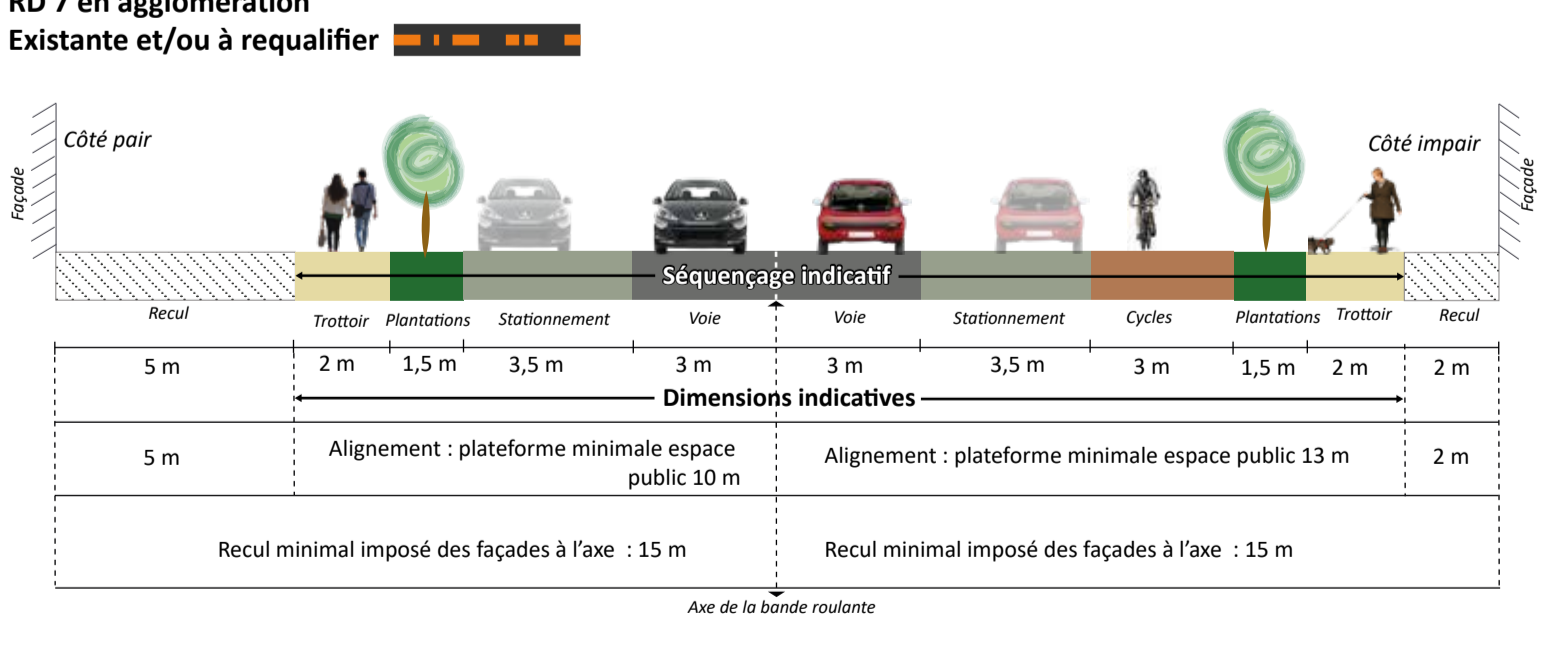 RD 7 en agglomération
Existante et/ou à requalifier
Côté pair
Côté impair
Façade
Façade
Séquençage indicatif
Recul
Trottoir
Plantations
Stationnement
Voie
Voie
Stationnement
Cycles
Plantations
Trottoir
Recul
5 m
2 m
1,5 m
3,5 m
3 m
3 m
3,5 m
3 m
1,5 m
2 m
2 m
Dimensions indicatives
5 m
Alignement : plateforme minimale espace
public 10 m
Alignement : plateforme minimale espace public 13 m
2 m
Recul minimal imposé des façades à l’axe : 15 m
Recul minimal imposé des façades à l’axe : 15 m
Axe de la bande roulante